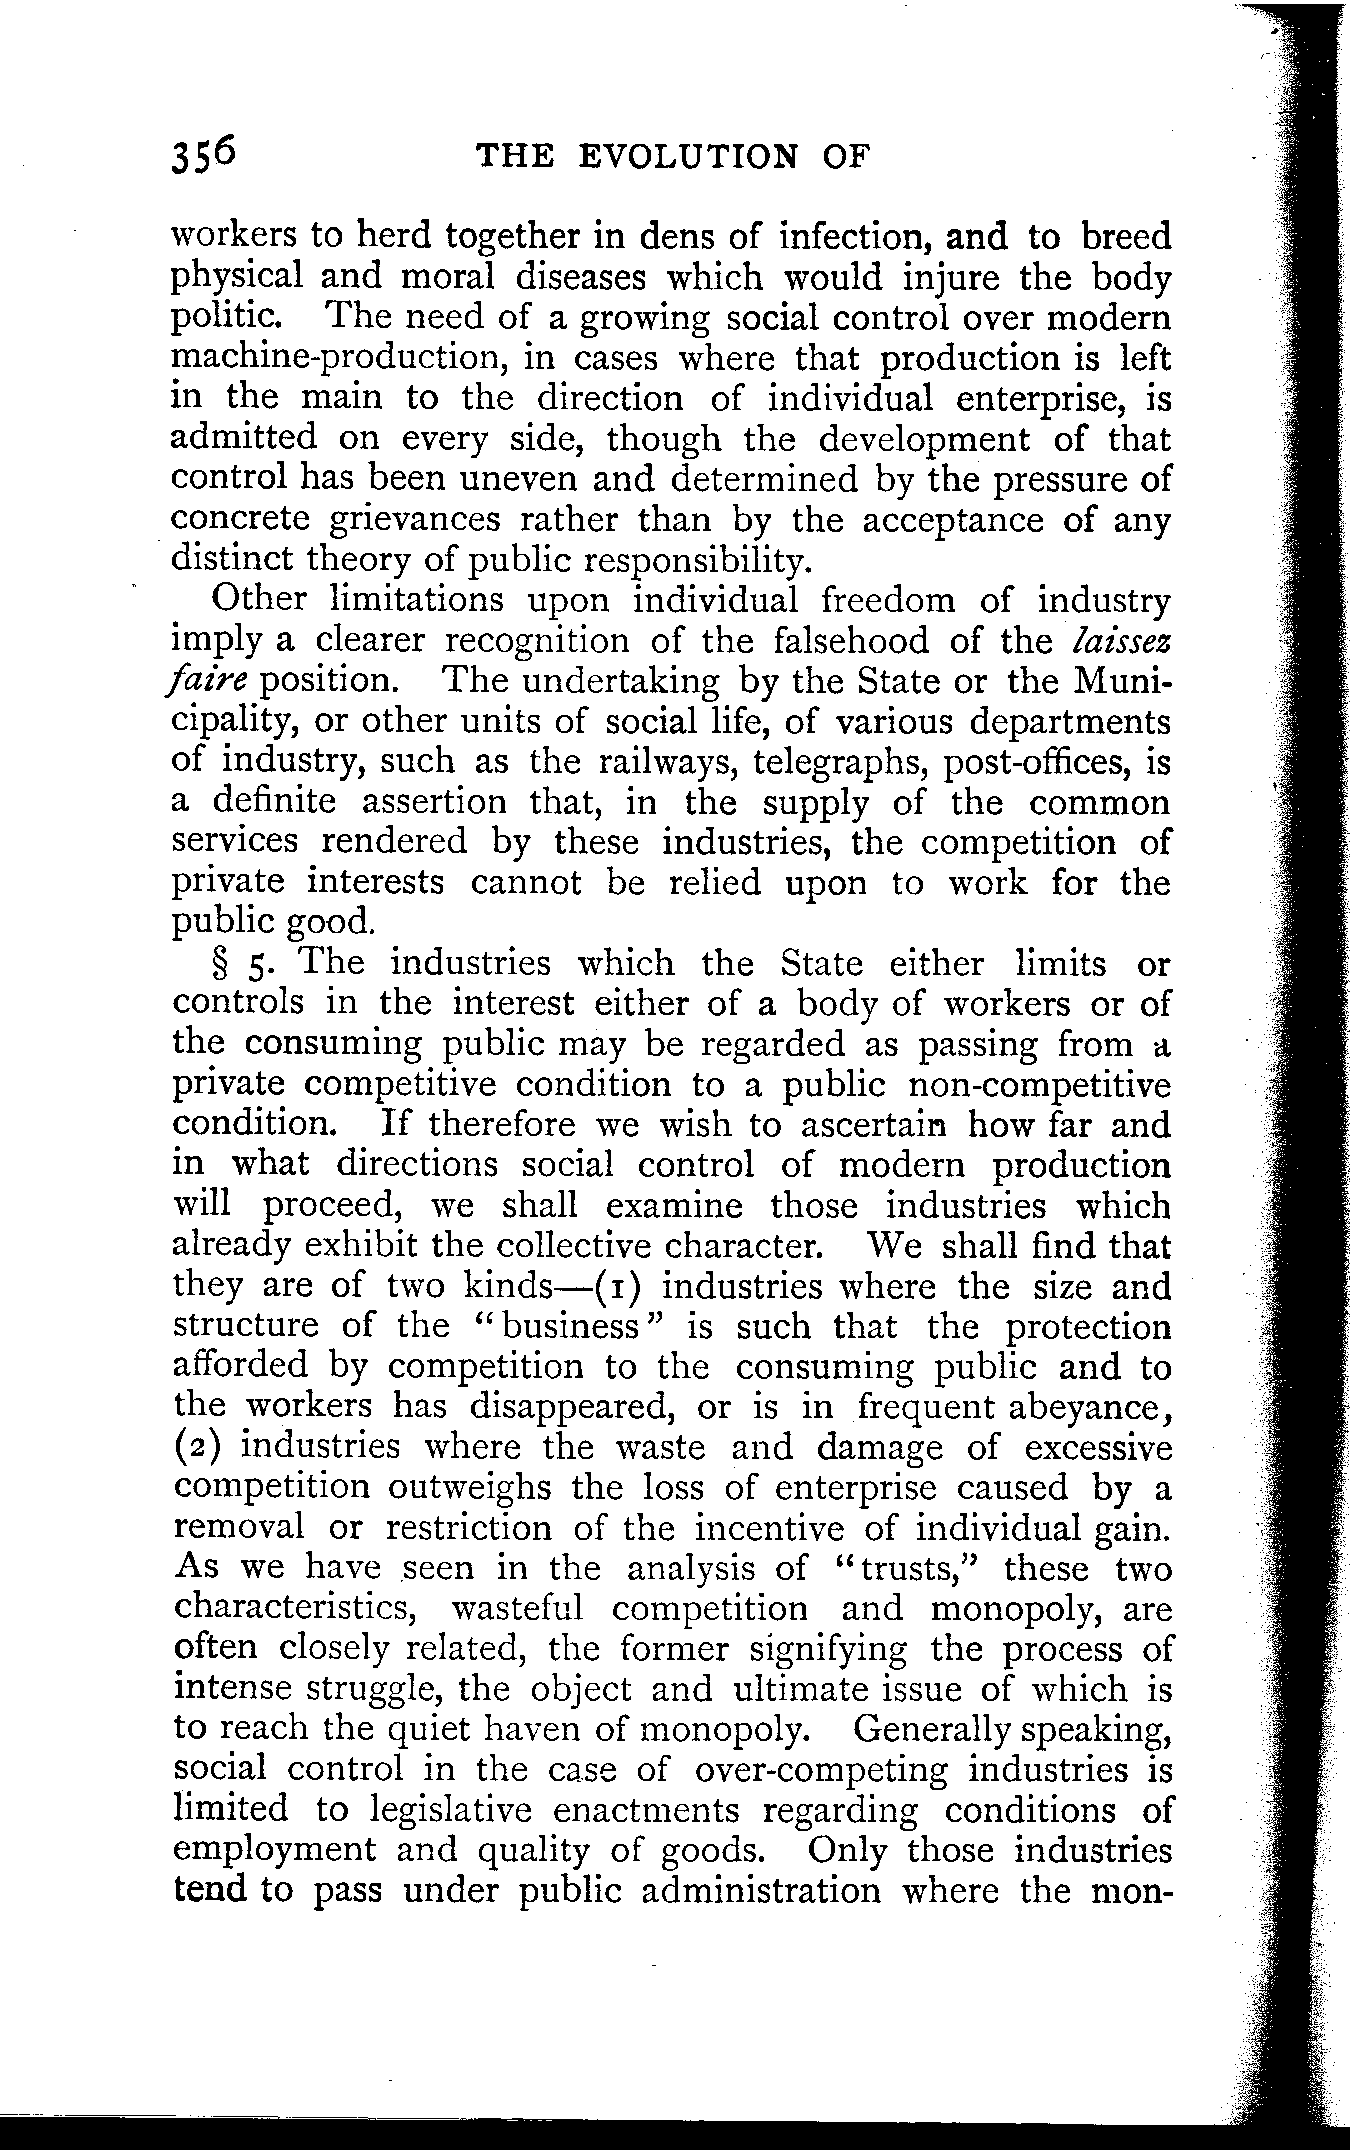 356 THE EVOLUTION OF
workers to herd together in dens of infection, and to breed
physical and moral diseases which would injure the body
politic. The need of a growing social control over modern
machine-production, in cases where that production is left
in the main to the direction of individual enterprise, is
admitted on every side, though the development of that
control has been uneven and determined by the pressure of
concrete grievances rather than by the acceptance of any
distinct theory of public responsibility.
Other limitations upon individual freedom of industry
imply a clearer recognition of the falsehood of the laissez
faire position. The undertaking by the State or the Muni-
cipality, or other units of social life, of various departments
of industry, such as the railways, telegraphs, post-offices, is
a definite assertion that, in the supply of the common
services rendered by these industries, the competition of
private interests cannot be relied upon to work for the
public good.
§ 5. The industries which the State either limits or
controls in the interest either of a body of workers or of
the consuming public may be regarded as passing from a
private competitive condition to a public non-competitive
condition. If therefore we wish to ascertain how far and
in what directions social control of modern production
will proceed, we shall examine those industries which
already exhibit the collective character. We shall find that
they are of two kinds—(1) industries where the size and
structure of the "business" is such that the protection
afforded by competition to the consuming public and to
the workers has disappeared, or is in frequent abeyance,
(2) industries where the waste and damage of excessive
competition outweighs the loss of enterprise caused by a
removal or restriction of the incentive of individual gain.
As we have seen in the analysis of "trusts," these two
characteristics, wasteful competition and monopoly, are
often closely related, the former signifying the process of
intense struggle, the object and ultimate issue of which is
to reach the quiet haven of monopoly. Generally speaking,
social control in the case of over-competing industries is
limited to legislative enactments regarding conditions of
employment and quality of goods. Only those industries
tend to pass under public administration where the mon-